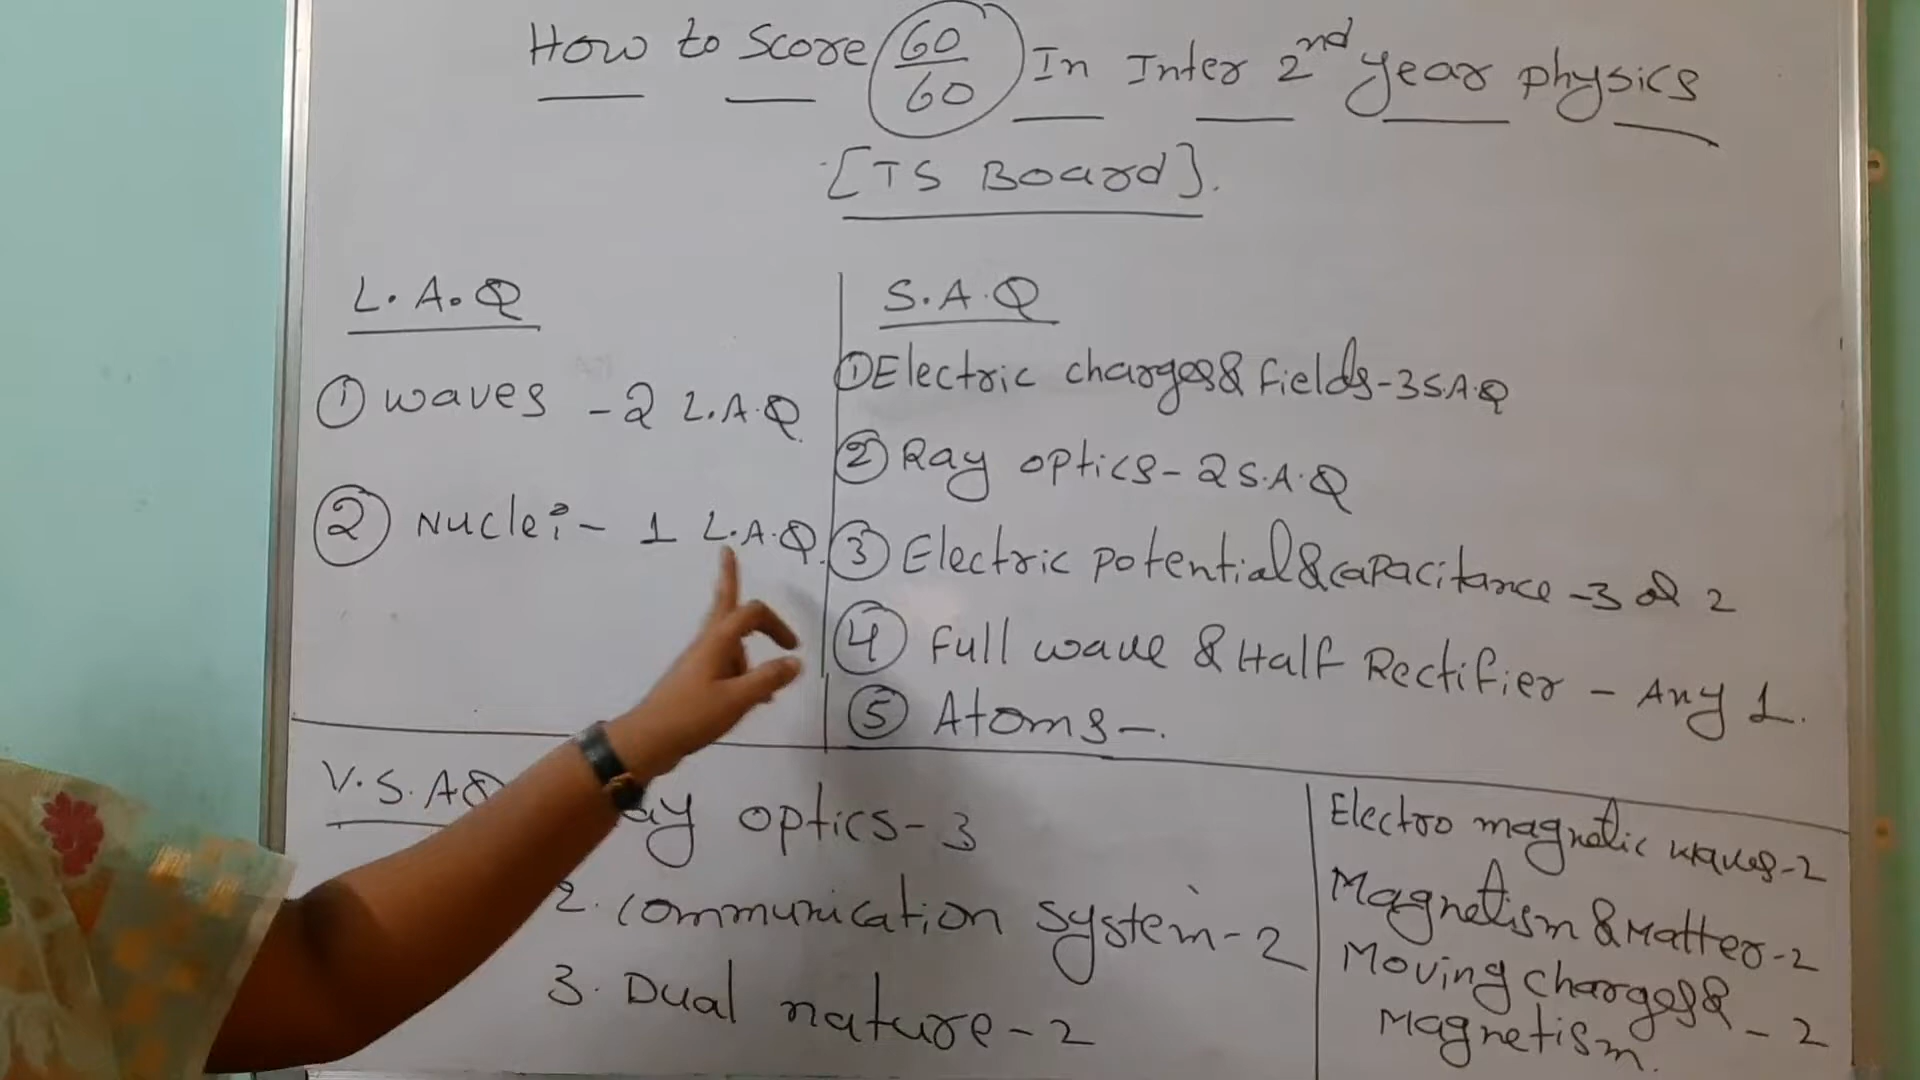 How to Score 60/60 In Inter 2nd year physics
[TS Board].
L.A.Q
① waves - 2 L.A.Q
② Nuclei - 1 L.A.Q.
S.A.Q
① Electric charges & Fields - 3 S.A.Q
② Ray optics - 2 S.A.Q
③ Electric potential & capacitance - 3 or 2
④ Full wave & Half Rectifier - Any 1.
⑤ Atoms -.
V.S.AQ
ay optics - 3
2. Communication system - 2
3. Dual nature - 2
Electro magnetic waves - 2
Magnetism & Matter - 2
Moving charges & - 2
Magnetism.